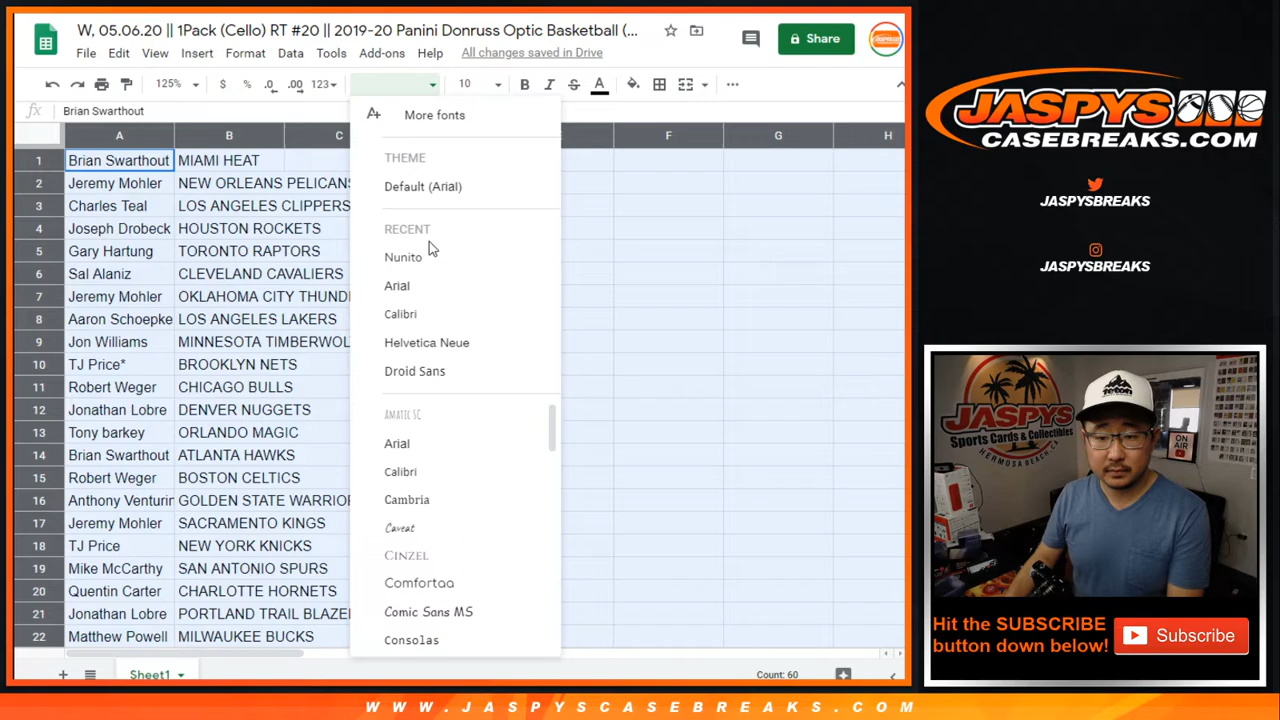 W, 05.06.20 || 1Pack (Cello) RT #20 || 2019-20 Panini Donruss Optic Basketball (...
File Edit View Insert Format Data Tools Add-ons Help All changes saved in Drive
Share
125% $ % .0 .00 123 10 B I S A
fx Brian Swarthout
A B C F G H
1 Brian Swarthout MIAMI HEAT
2 Jeremy Mohler NEW ORLEANS PELICANS
3 Charles Teal LOS ANGELES CLIPPERS
4 Joseph Drobeck HOUSTON ROCKETS
5 Gary Hartung TORONTO RAPTORS
6 Sal Alaniz CLEVELAND CAVALIERS
7 Jeremy Mohler OKLAHOMA CITY THUND
8 Aaron Schoepke LOS ANGELES LAKERS
9 Jon Williams MINNESOTA TIMBERWOL
10 TJ Price* BROOKLYN NETS
11 Robert Weger CHICAGO BULLS
12 Jonathan Lobre DENVER NUGGETS
13 Tony barkey ORLANDO MAGIC
14 Brian Swarthout ATLANTA HAWKS
15 Robert Weger BOSTON CELTICS
16 Anthony Venturin GOLDEN STATE WARRIOR
17 Jeremy Mohler SACRAMENTO KINGS
18 TJ Price NEW YORK KNICKS
19 Mike McCarthy SAN ANTONIO SPURS
20 Quentin Carter CHARLOTTE HORNETS
21 Jonathan Lobre PORTLAND TRAIL BLAZE
22 Matthew Powell MILWAUKEE BUCKS
More fonts
THEME
Default (Arial)
RECENT
Nunito
Arial
Calibri
Helvetica Neue
Droid Sans
AMATIC SC
Arial
Calibri
Cambria
Caveat
CINZEL
Comfortaa
Comic Sans MS
Consolas
Sheet1
Count: 60
JASPYS
CASEBREAKS.COM
JASPYSBREAKS
JASPYSBREAKS
JASPYS
Sports Cards & Collectibles
HERMOSA BEACH, CA
ON AIR
Hit the SUBSCRIBE
button down below!
Subscribe
WWW.JASPYSCASEBREAKS.COM